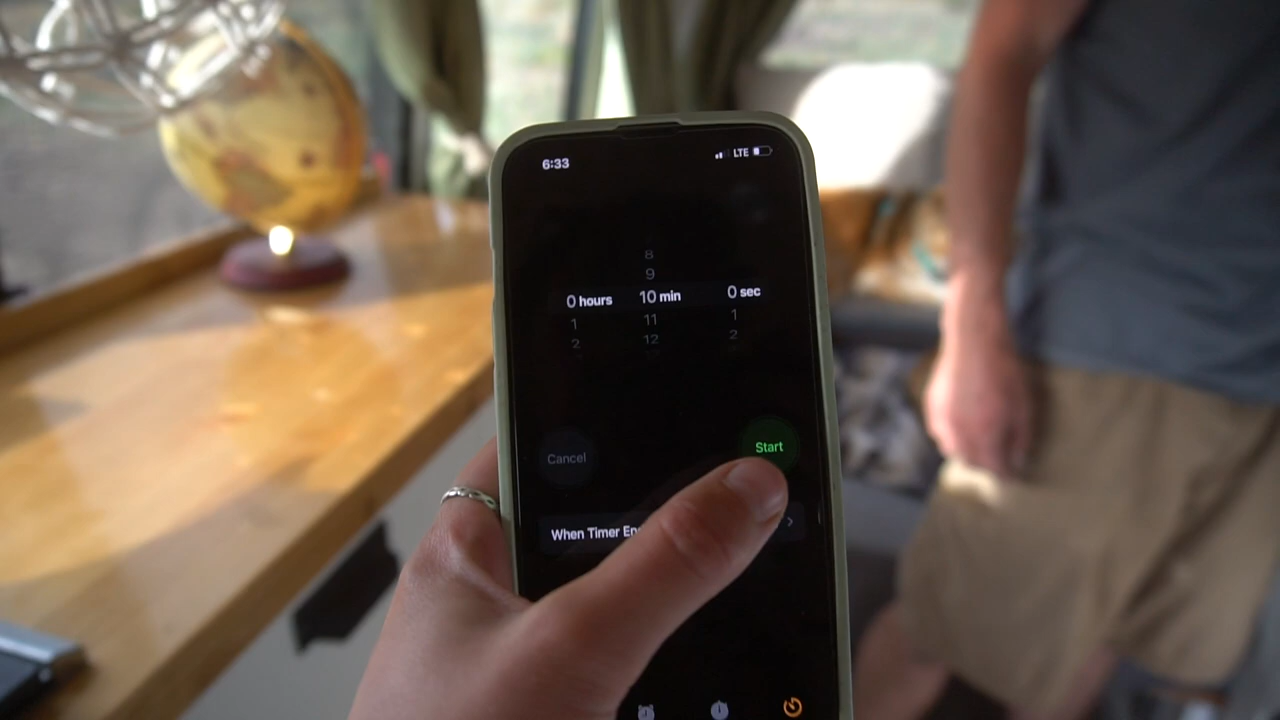 6:33 LTE
8
9
0 hours 10 min 0 sec
1 11 1
2 12 2
Cancel Start
When Timer En